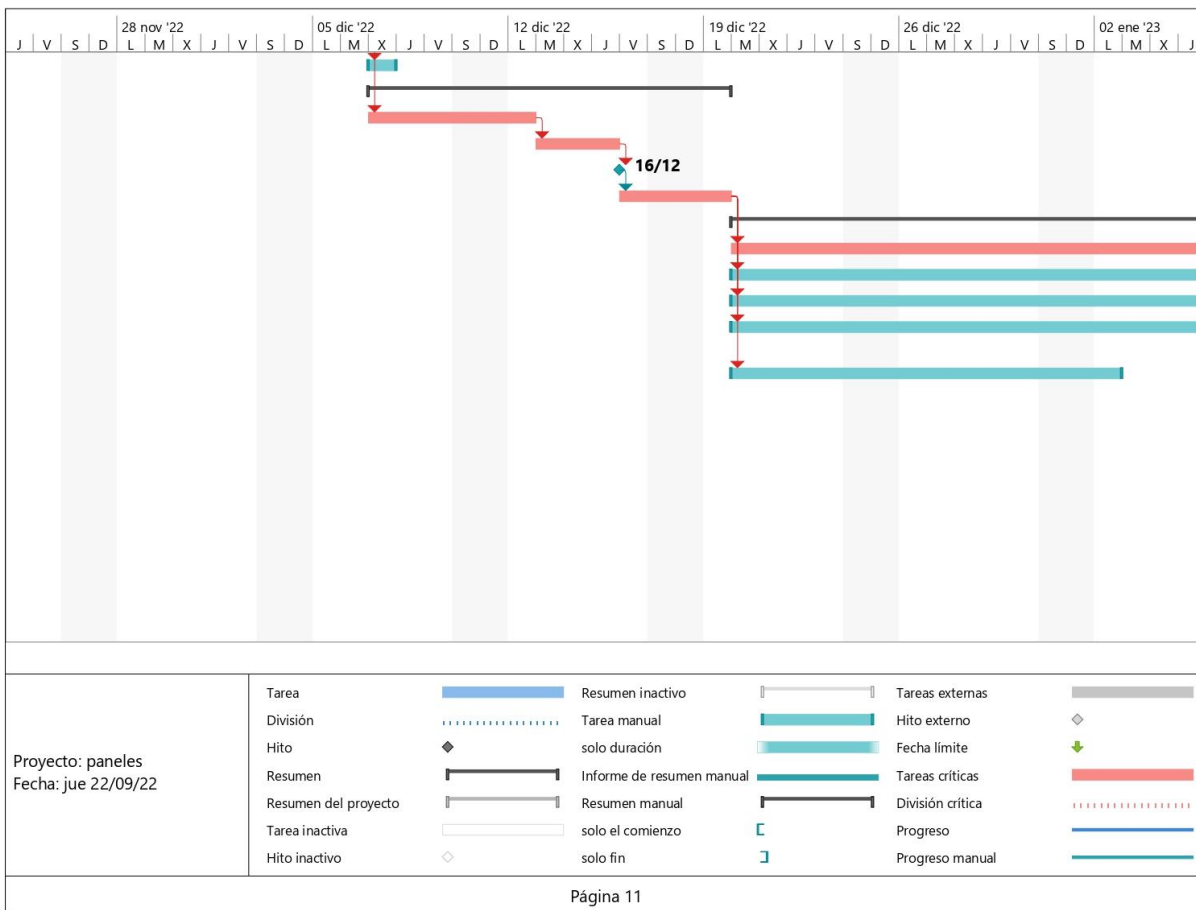 28 nov '22 05 dic '22 12 dic '22 19 dic '22 26 dic '22 02 ene '23
J V S D L M X J V S D L M X J V S D L M X J V S D L M X J V S D L M X J V S D L M X J
16/12
Proyecto: paneles
Fecha: jue 22/09/22
Tarea Resumen inactivo Tareas externas
División Tarea manual Hito externo
Hito solo duración Fecha límite
Resumen Informe de resumen manual Tareas críticas
Resumen del proyecto Resumen manual División crítica
Tarea inactiva solo el comienzo Progreso
Hito inactivo solo fin Progreso manual
Página 11